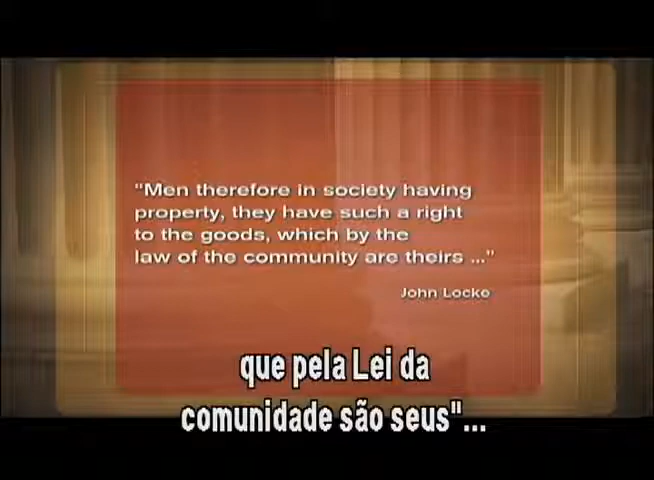 "Men therefore in society having
property, they have such a right
to the goods, which by the
law of the community are theirs ..."
John Locke
que pela Lei da
comunidade são seus"...